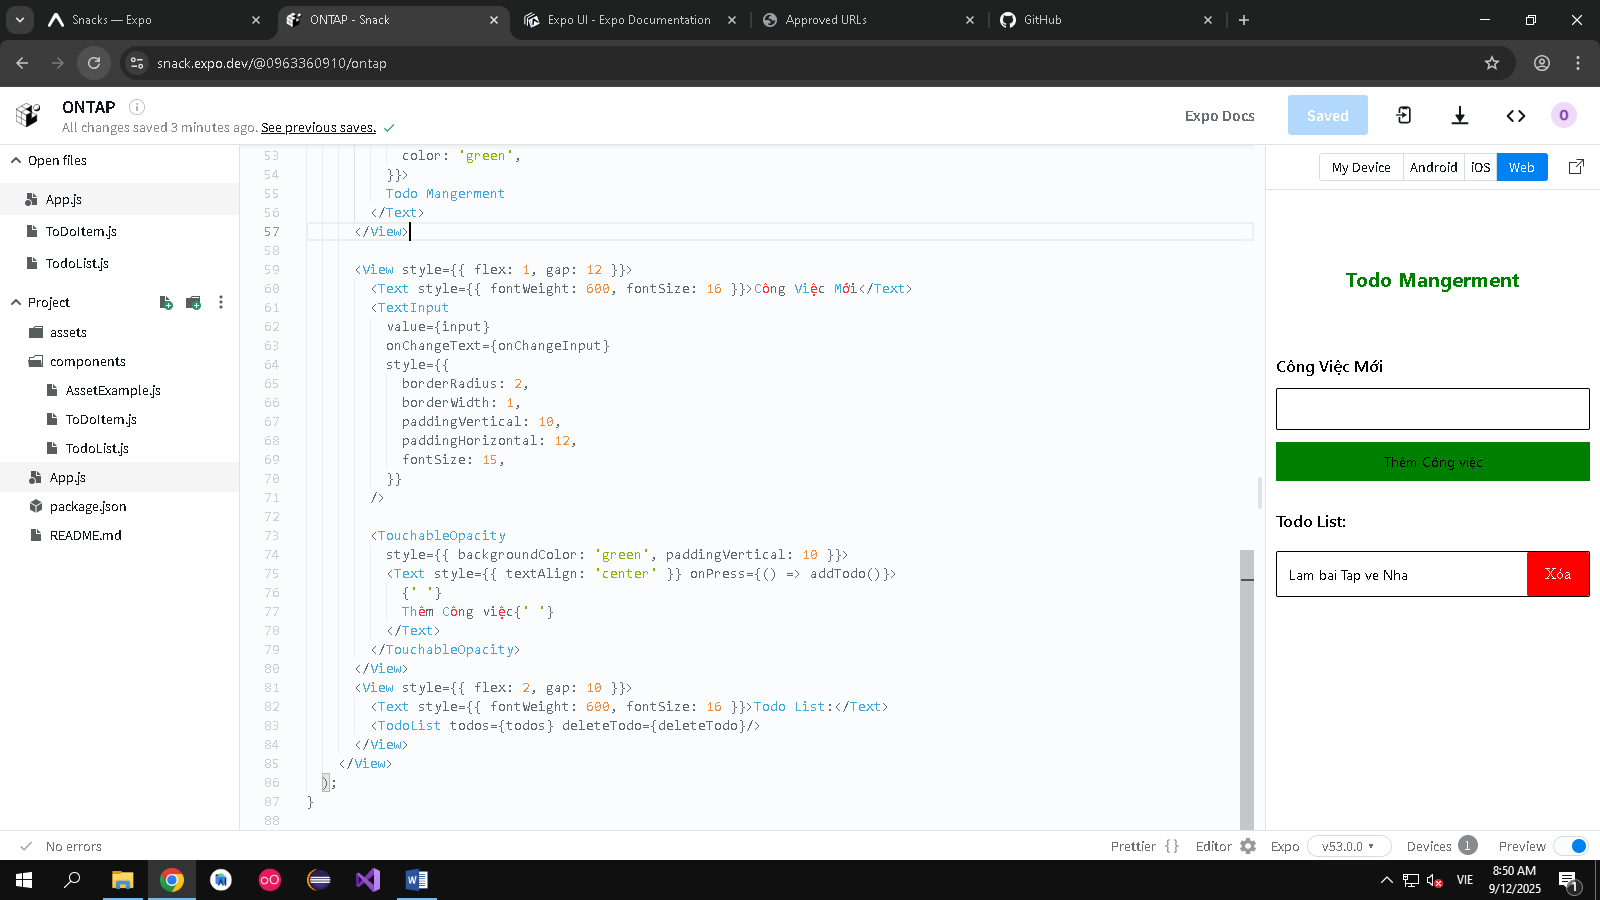 Snacks — Expo
ONTAP - Snack
Expo UI - Expo Documentation
Approved URLs
GitHub
snack.expo.dev/@0963360910/ontap
ONTAP
All changes saved 3 minutes ago. See previous saves.
Expo Docs
Saved
O
Open files
App.js
ToDoItem.js
TodoList.js
Project
assets
components
AssetExample.js
ToDoItem.js
TodoList.js
App.js
package.json
README.md
53 color: 'green',
54 }}>
55 Todo Mangerment
56 </Text>
57 </View>
58
59 <View style={{ flex: 1, gap: 12 }}>
60 <Text style={{ fontWeight: 600, fontSize: 16 }}>Công Việc Mới</Text>
61 <TextInput
62 value={input}
63 onChangeText={onChangeInput}
64 style={{
65 borderRadius: 2,
66 borderWidth: 1,
67 paddingVertical: 10,
68 paddingHorizontal: 12,
69 fontSize: 15,
70 }}
71 />
72
73 <TouchableOpacity
74 style={{ backgroundColor: 'green', paddingVertical: 10 }}>
75 <Text style={{ textAlign: 'center' }} onPress={() => addTodo()}>
76 {' '}
77 Thêm Công việc{' '}
78 </Text>
79 </TouchableOpacity>
80 </View>
81 <View style={{ flex: 2, gap: 10 }}>
82 <Text style={{ fontWeight: 600, fontSize: 16 }}>Todo List:</Text>
83 <TodoList todos={todos} deleteTodo={deleteTodo}/>
84 </View>
85 </View>
86 );
87 }
88
My Device Android iOS Web
Todo Mangerment
Công Việc Mới
Thêm Công việc
Todo List:
Lam bai Tap ve Nha
Xóa
No errors
Prettier { }
Editor
Expo v53.0.0
Devices 1
Preview
VIE
8:50 AM
9/12/2025
1